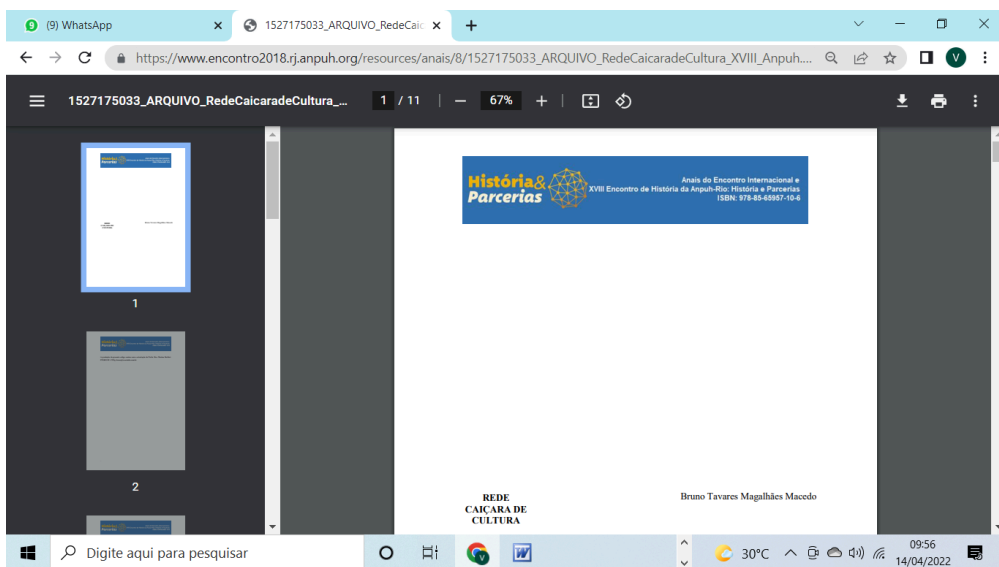 (9) WhatsApp
1527175033_ARQUIVO_RedeCaic
https://www.encontro2018.rj.anpuh.org/resources/anais/8/1527175033_ARQUIVO_RedeCaicaradeCultura_XVIII_Anpuh....
V
1527175033_ARQUIVO_RedeCaicaradeCultura_...
1 / 11
67%
História&
Parcerias
Anais do Encontro Internacional e
XVIII Encontro de História da Anpuh-Rio: História e Parcerias
ISBN: 978-85-65957-10-6
1
2
REDE
CAIÇARA DE
CULTURA
Bruno Tavares Magalhães Macedo
Digite aqui para pesquisar
30°C
09:56
14/04/2022